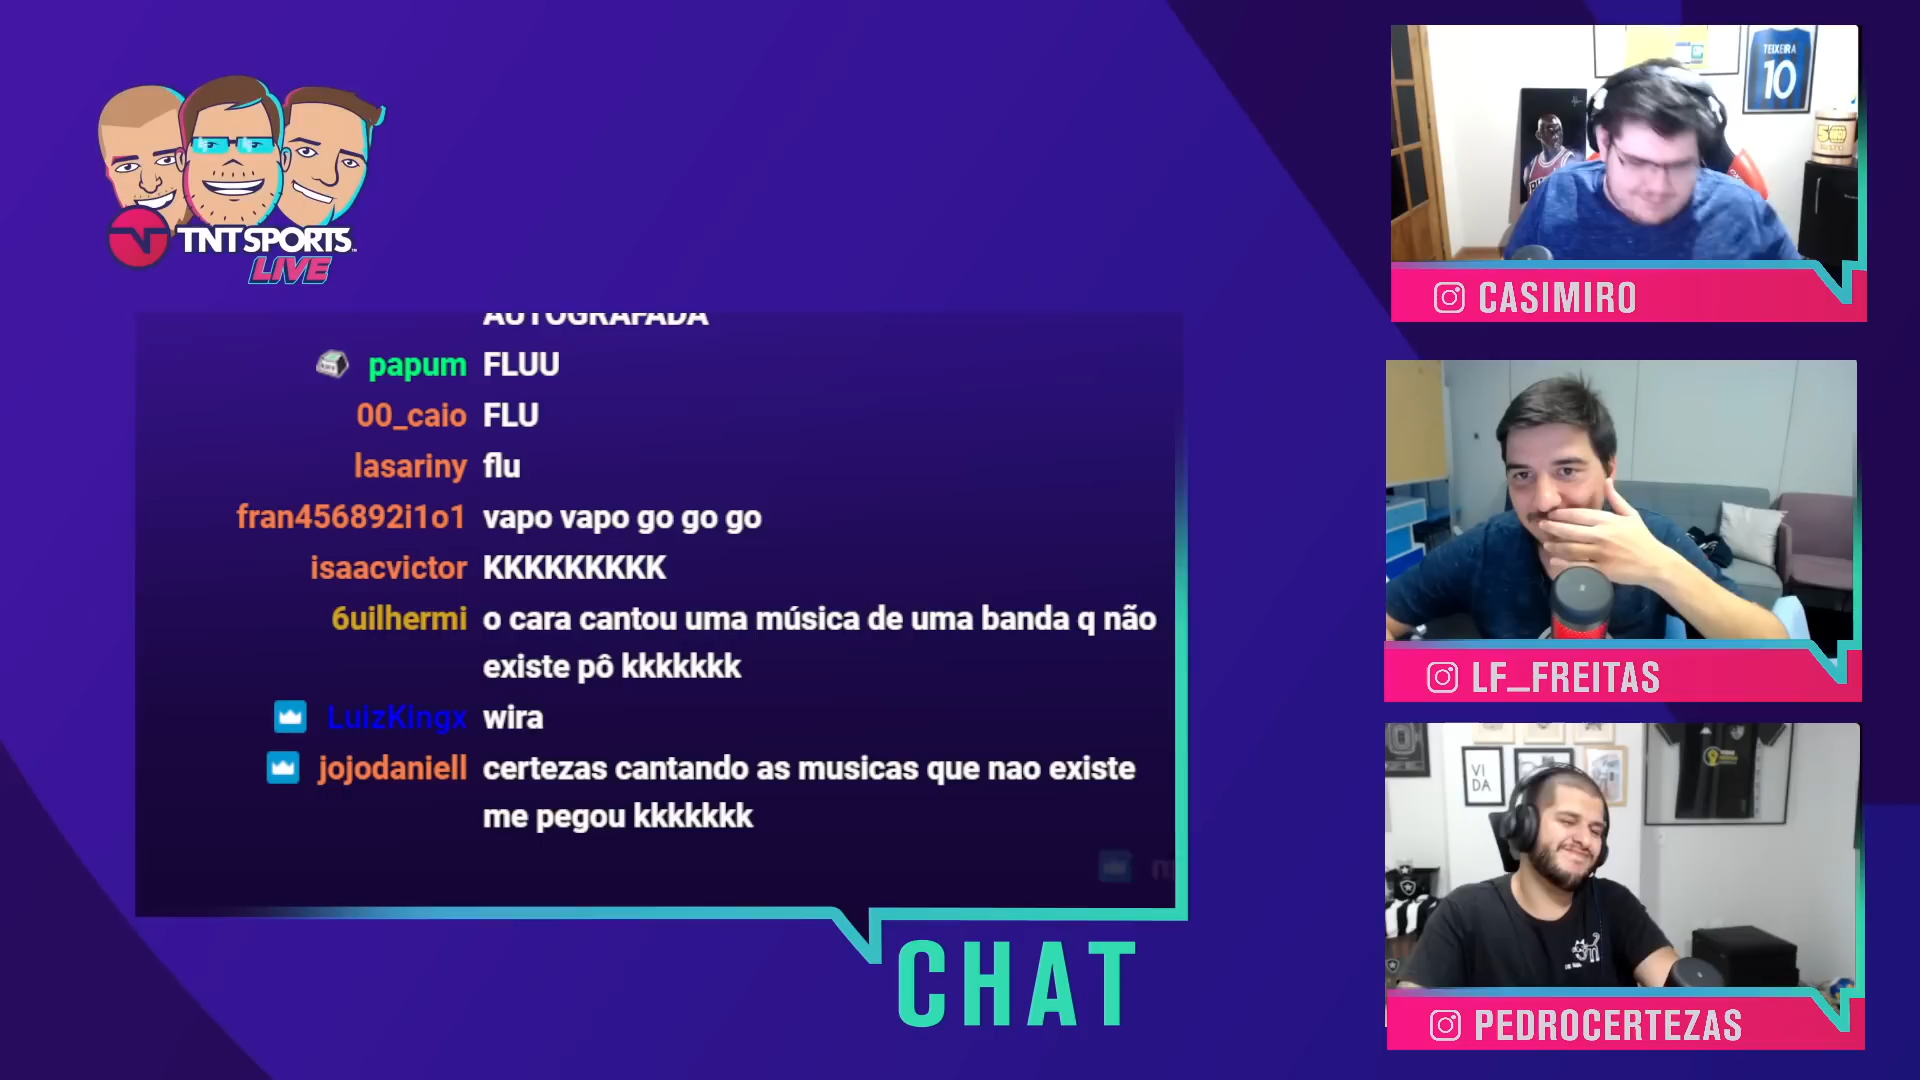 TNT SPORTS
LIVE
AUTOGRAFADA
papum FLUU
00_caio FLU
lasariny flu
fran456892i1o1 vapo vapo go go go
isaacvictor KKKKKKKKK
6uilhermi o cara cantou uma música de uma banda q não
existe pô kkkkkkk
LuizKingx wira
jojodaniell certezas cantando as musicas que nao existe
me pegou kkkkkkk
CHAT
TEIXEIRA
10
CASIMIRO
LF_FREITAS
VI
DA
PEDROCERTEZAS